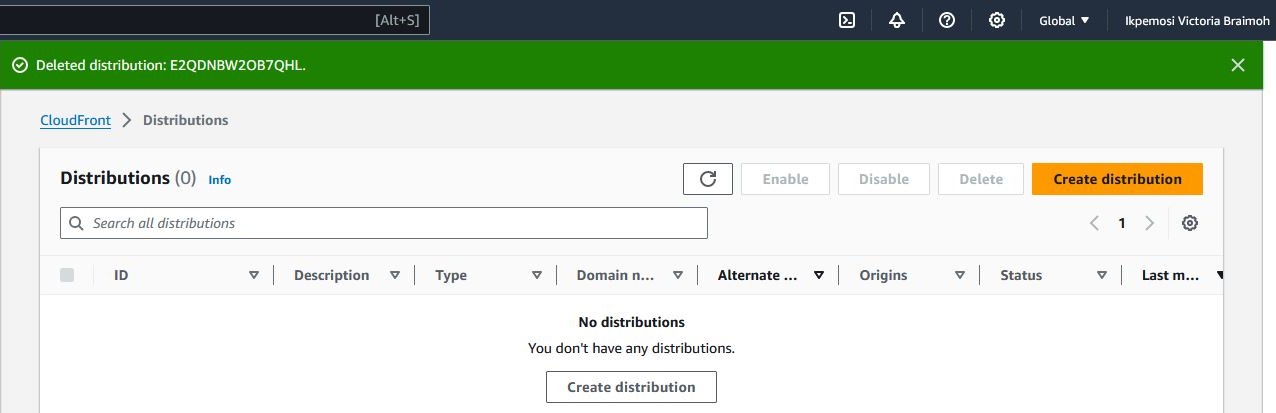 [Alt+S] Global Ikpemosi Victoria Braimoh
Deleted distribution: E2QDNBW2OB7QHL.
CloudFront Distributions
Distributions (0) Info Enable Disable Delete Create distribution
Search all distributions 1
ID Description Type Domain n... Alternate ... Origins Status Last m...
No distributions
You don't have any distributions.
Create distribution